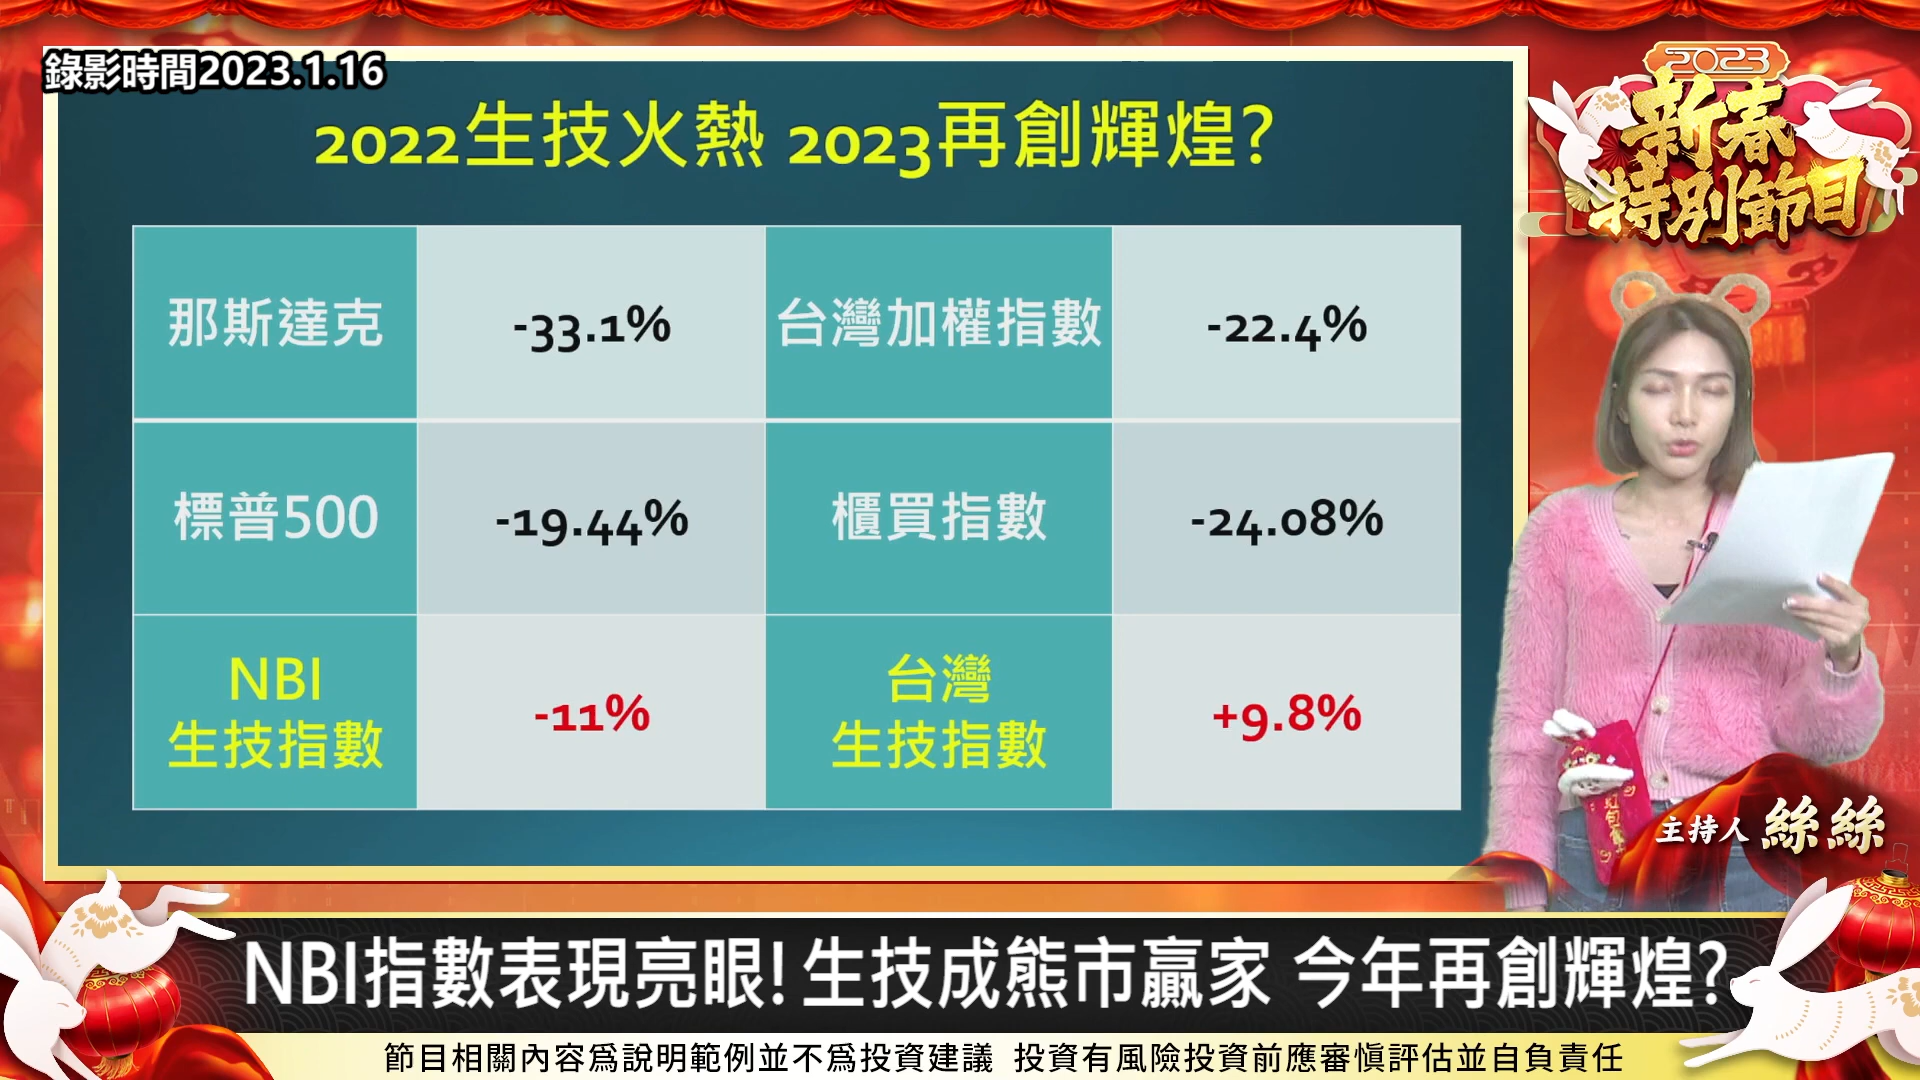 錄影時間2023.1.16
2023
新春
特別節目
2022生技火熱 2023再創輝煌?
那斯達克 -33.1% 台灣加權指數 -22.4%
標普500 -19.44% 櫃買指數 -24.08%
NBI
生技指數 -11% 台灣
生技指數 +9.8%
主持人 絲絲
NBI指數表現亮眼! 生技成熊市贏家 今年再創輝煌?
節目相關內容為說明範例並不為投資建議 投資有風險投資前應審慎評估並自負責任